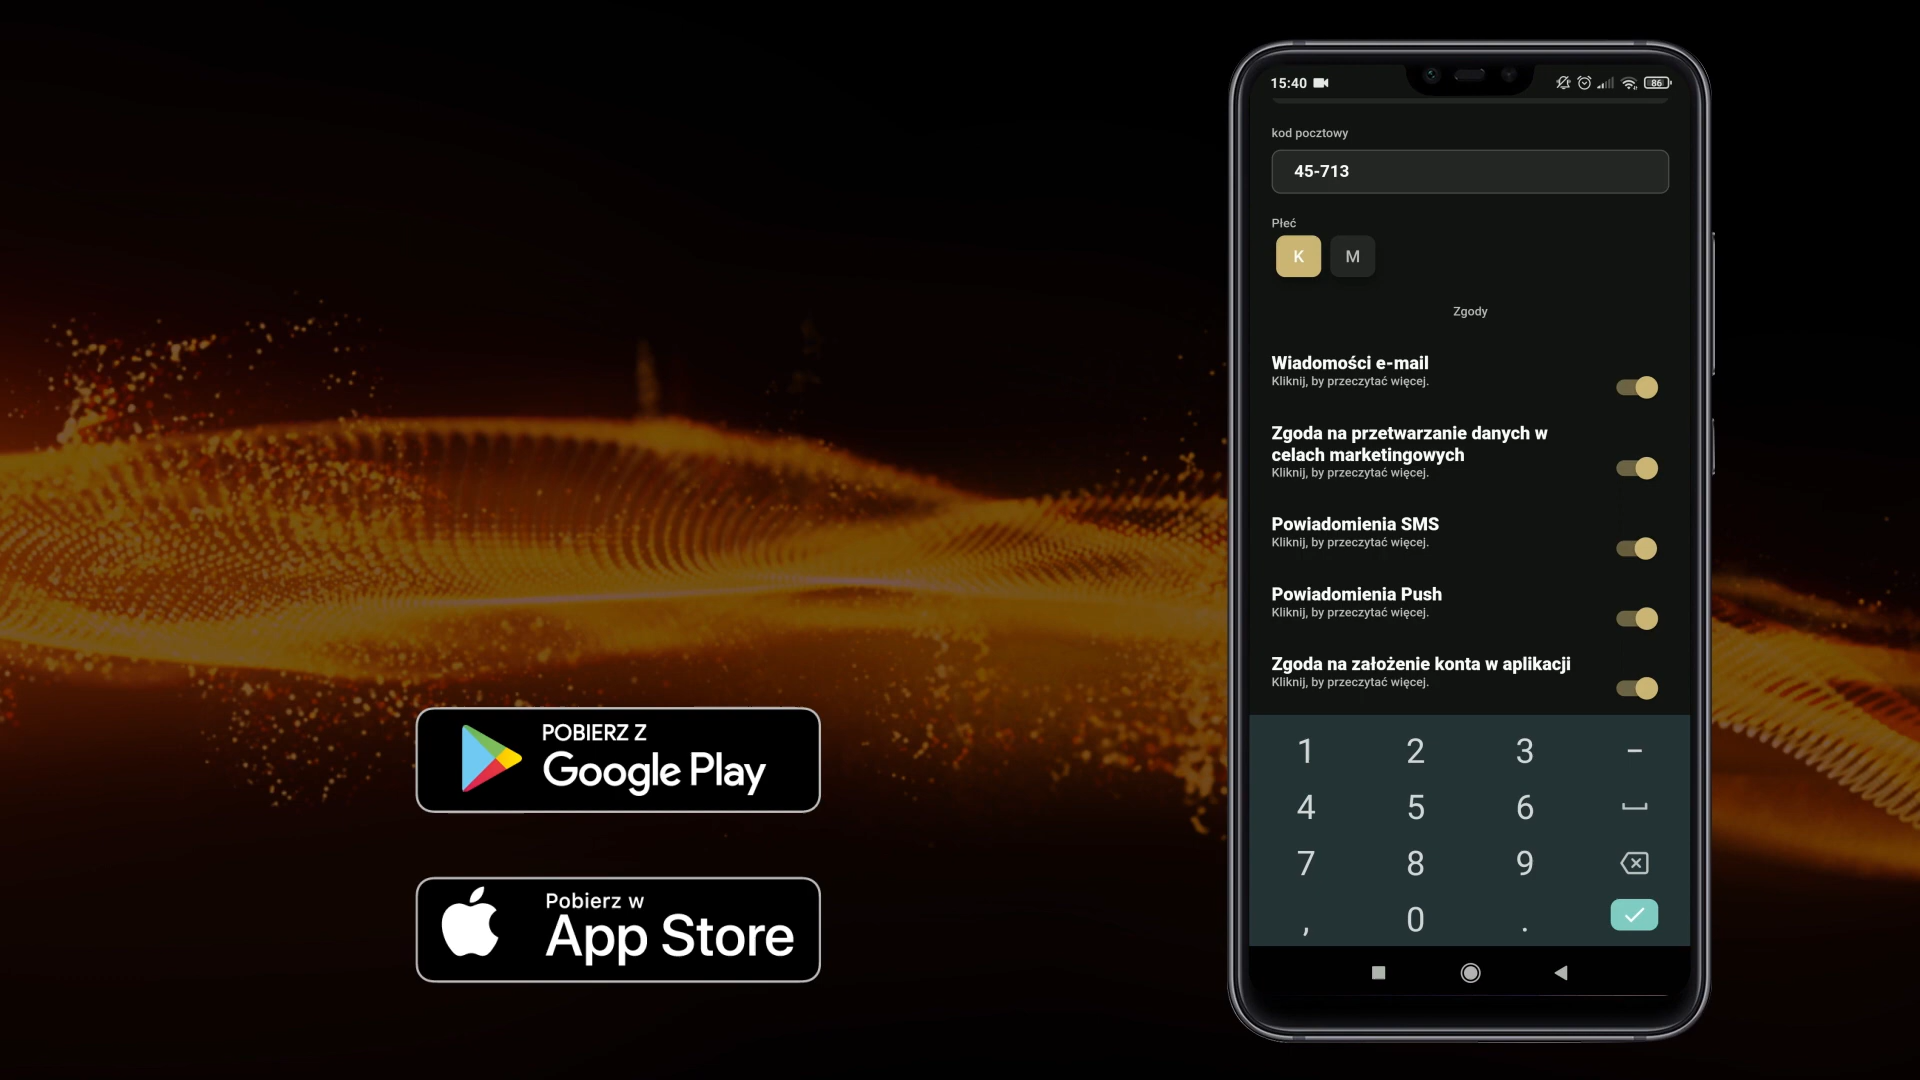 15:40
86
kod pocztowy
45-713
Płeć
K M
Zgody
Wiadomości e-mail
Kliknij, by przeczytać więcej.
Zgoda na przetwarzanie danych w
celach marketingowych
Kliknij, by przeczytać więcej.
Powiadomienia SMS
Kliknij, by przeczytać więcej.
Powiadomienia Push
Kliknij, by przeczytać więcej.
Zgoda na założenie konta w aplikacji
Kliknij, by przeczytać więcej.
1 2 3 -
4 5 6
7 8 9
, 0 .
POBIERZ Z
Google Play
Pobierz w
App Store